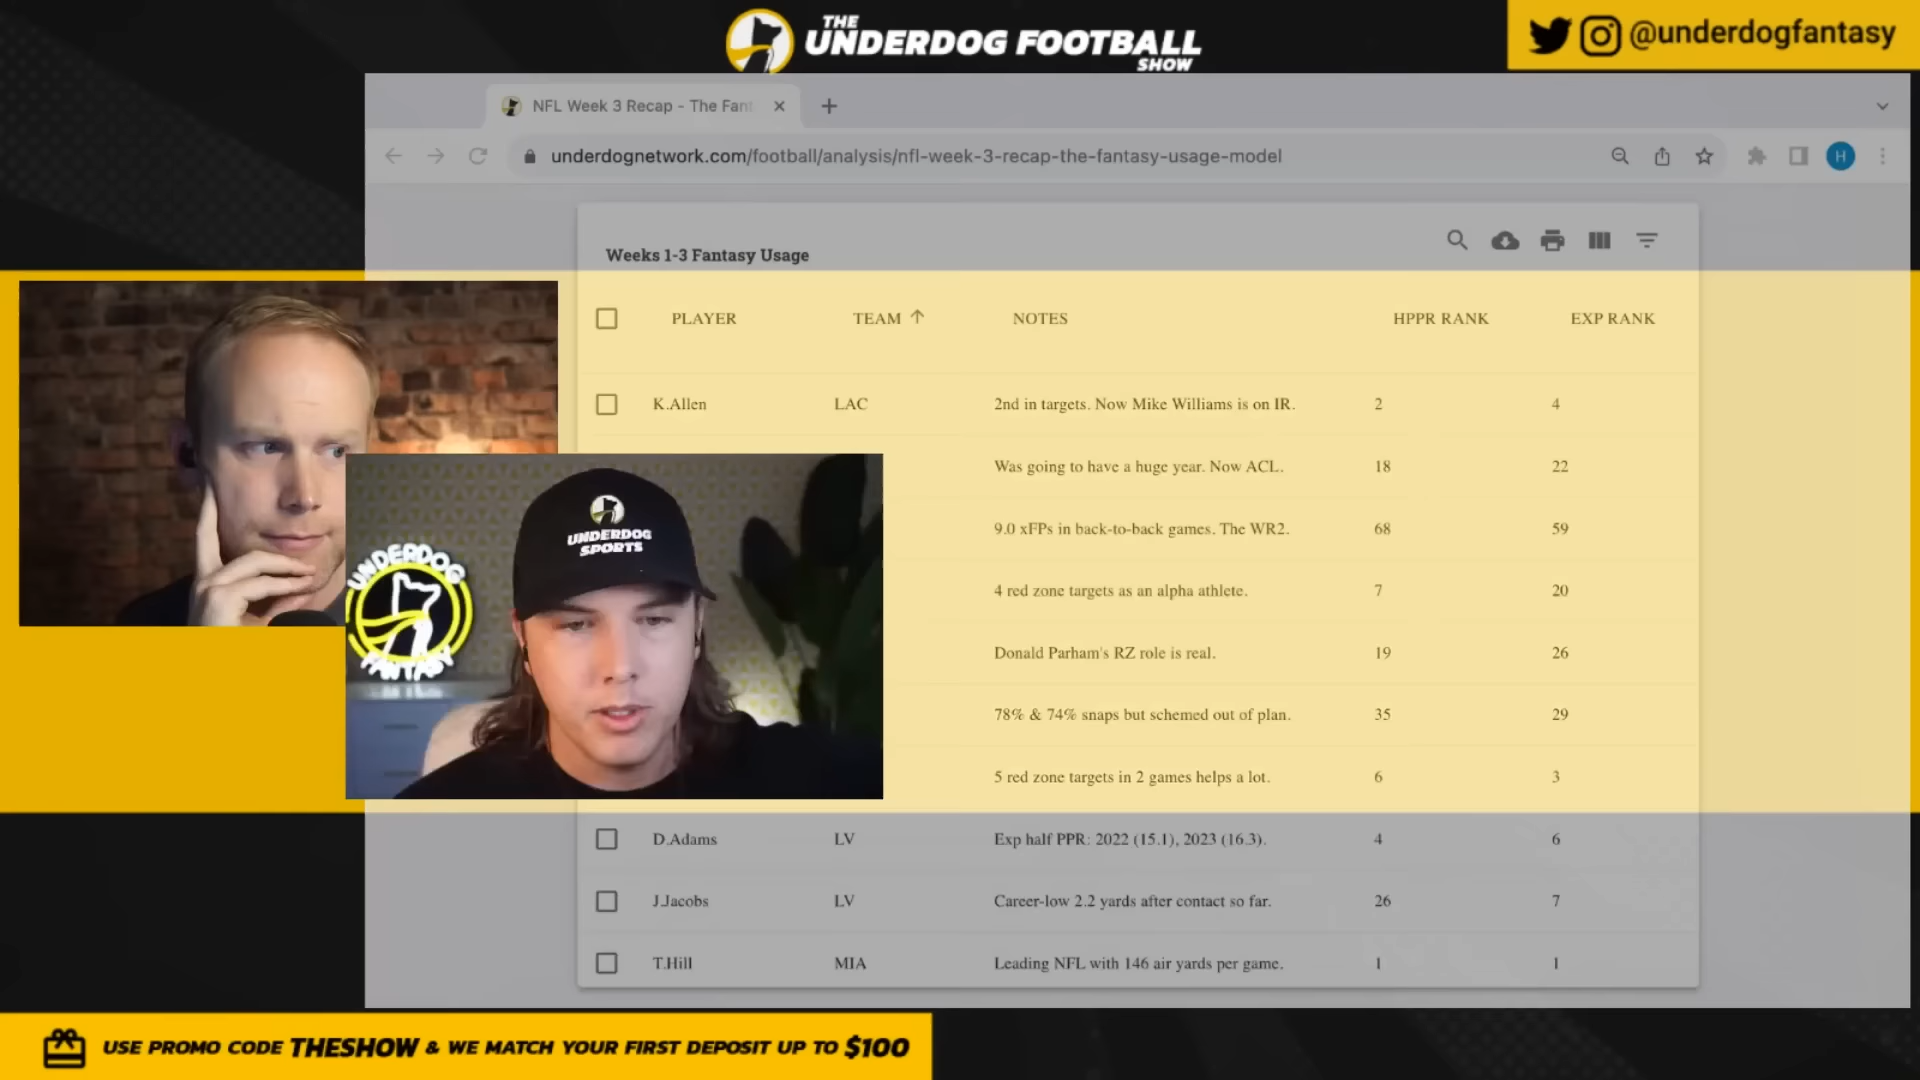 THE
UNDERDOG FOOTBALL
SHOW
@underdogfantasy
NFL Week 3 Recap - The Fant
underdognetwork.com/football/analysis/nfl-week-3-recap-the-fantasy-usage-model
H
Weeks 1-3 Fantasy Usage
PLAYER TEAM NOTES HPPR RANK EXP RANK
K.Allen LAC 2nd in targets. Now Mike Williams is on IR. 2 4
Was going to have a huge year. Now ACL. 18 22
9.0 xFPs in back-to-back games. The WR2. 68 59
4 red zone targets as an alpha athlete. 7 20
Donald Parham's RZ role is real. 19 26
78% & 74% snaps but schemed out of plan. 35 29
5 red zone targets in 2 games helps a lot. 6 3
D.Adams LV Exp half PPR: 2022 (15.1), 2023 (16.3). 4 6
J.Jacobs LV Career-low 2.2 yards after contact so far. 26 7
T.Hill MIA Leading NFL with 146 air yards per game. 1 1
UNDERDOG
SPORTS
UNDERDOG
FANTASY
USE PROMO CODE THESHOW & WE MATCH YOUR FIRST DEPOSIT UP TO $100